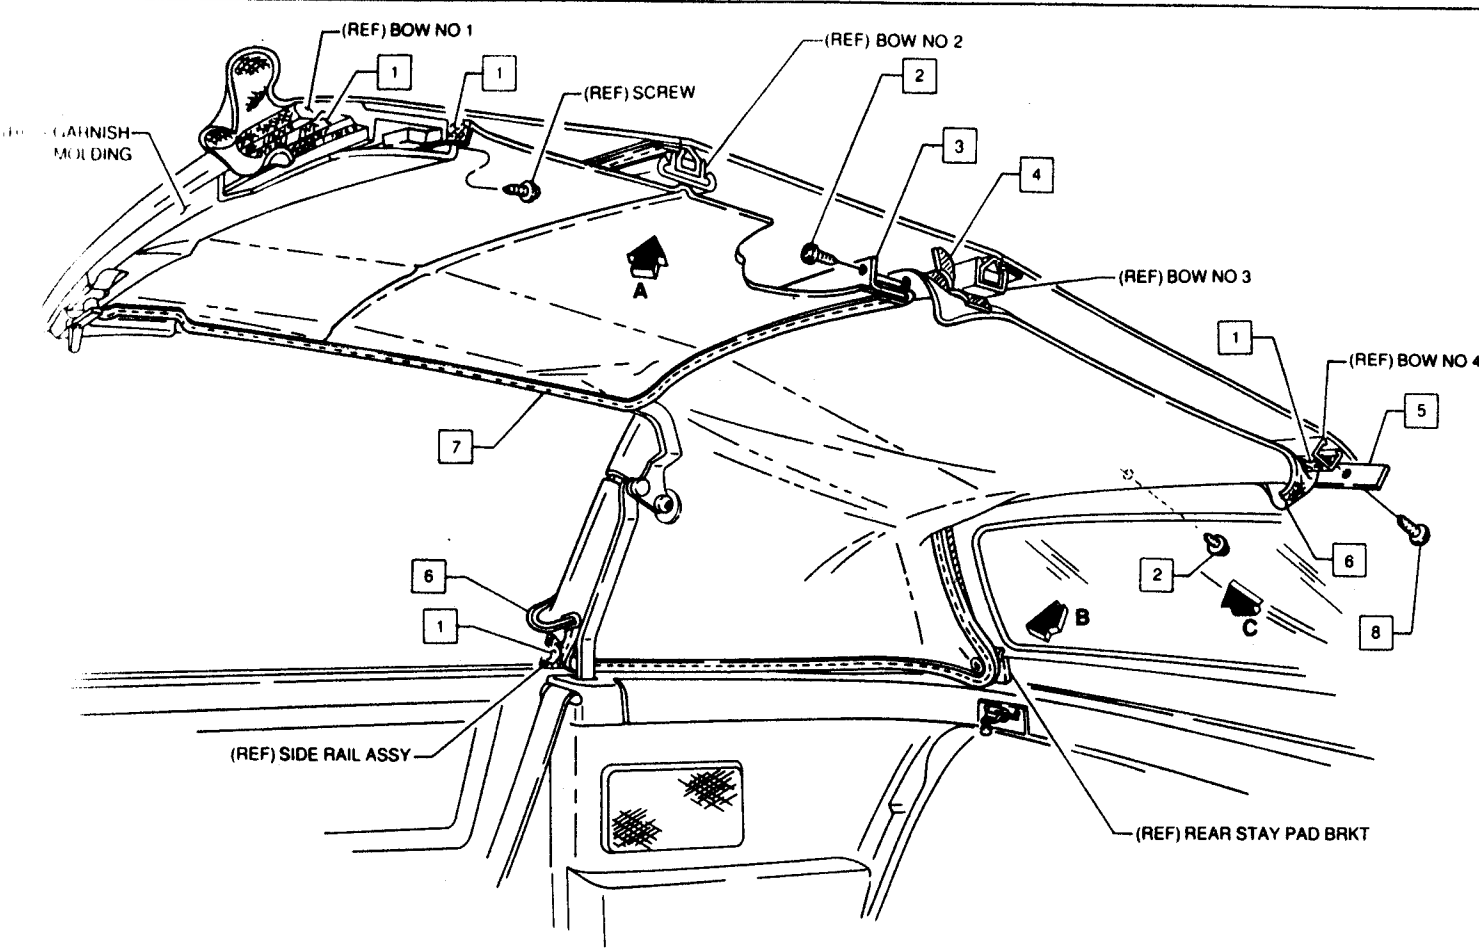 (REF) BOW NO 1
(REF) BOW NO 2
1
1
2
(REF) SCREW
GARNISH
MOLDING
3
4
A
(REF) BOW NO 3
1
(REF) BOW NO 4
5
7
6
2
6
B
C
8
1
(REF) SIDE RAIL ASSY
(REF) REAR STAY PAD BRKT